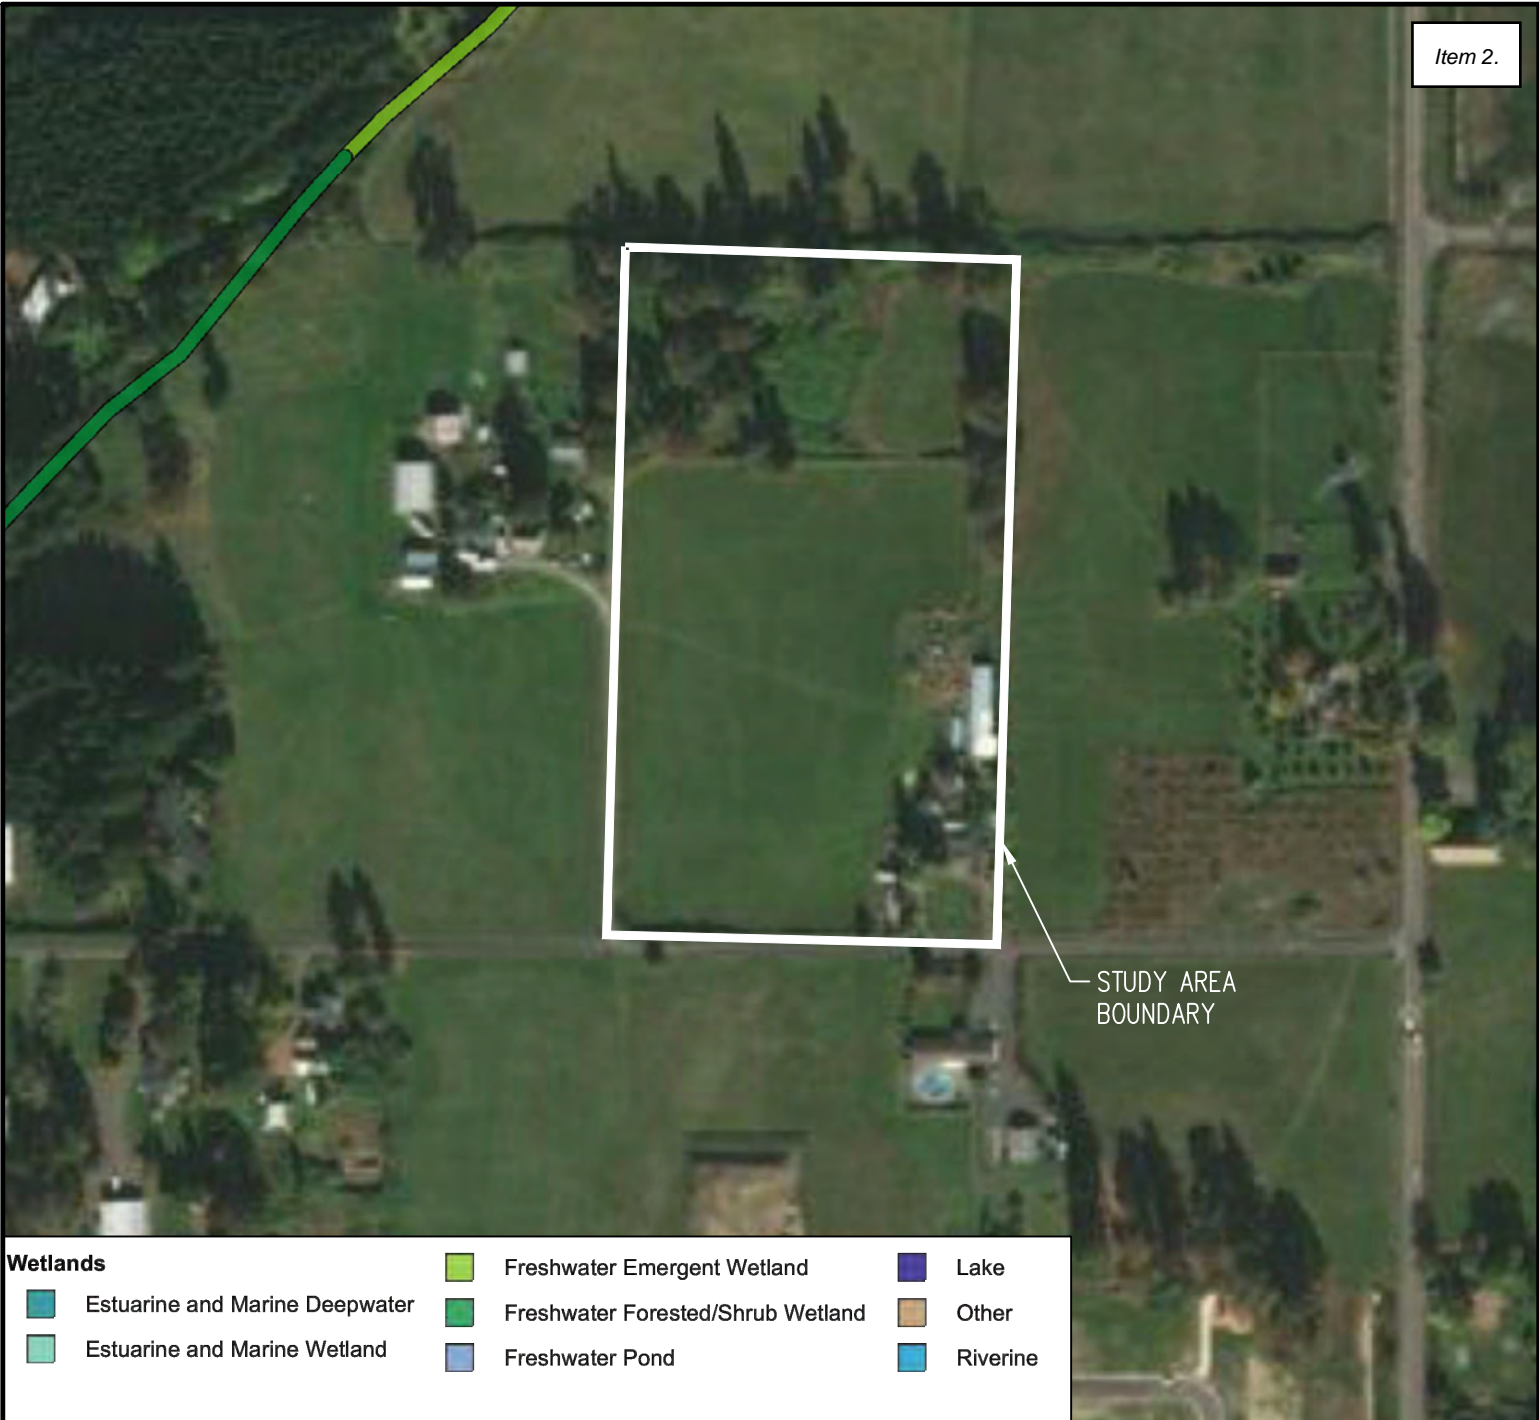 Item 2.
STUDY AREA
BOUNDARY
Wetlands
Estuarine and Marine Deepwater
Estuarine and Marine Wetland
Freshwater Emergent Wetland
Freshwater Forested/Shrub Wetland
Freshwater Pond
Lake
Other
Riverine